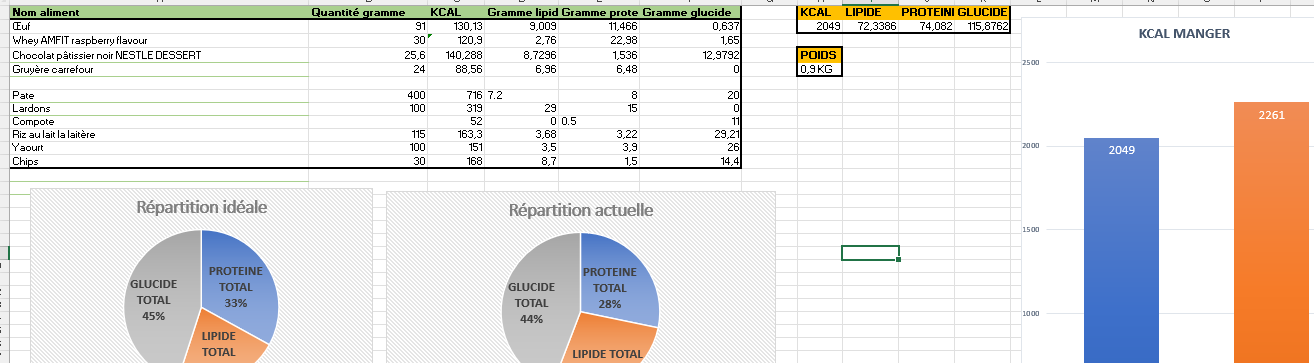 Nom aliment Quantité gramme KCAL Gramme lipid Gramme prote Gramme glucide
Œuf 91 130,13 9,009 11,466 0,637
Whey AMFIT raspberry flavour 30 120,9 2,76 22,98 1,65
Chocolat pâtissier noir NESTLE DESSERT 25,6 140,288 8,7296 1,536 12,9792
Gruyère carrefour 24 88,56 6,96 6,48 0
Pate 400 716 7.2 8 20
Lardons 100 319 29 15 0
Compote 52 0 0.5 11
Riz au lait la laitère 115 163,3 3,68 3,22 29,21
Yaourt 100 151 3,5 3,9 26
Chips 30 168 8,7 1,5 14,4
KCAL LIPIDE PROTEINI GLUCIDE
2049 72,3386 74,082 115,8762
POIDS
0,9 KG
KCAL MANGER
2500
2000
1500
1000
2049
2261
Répartition idéale
PROTEINE
TOTAL
33%
GLUCIDE
TOTAL
45%
LIPIDE
TOTAL
Répartition actuelle
PROTEINE
TOTAL
28%
GLUCIDE
TOTAL
44%
LIPIDE TOTAL